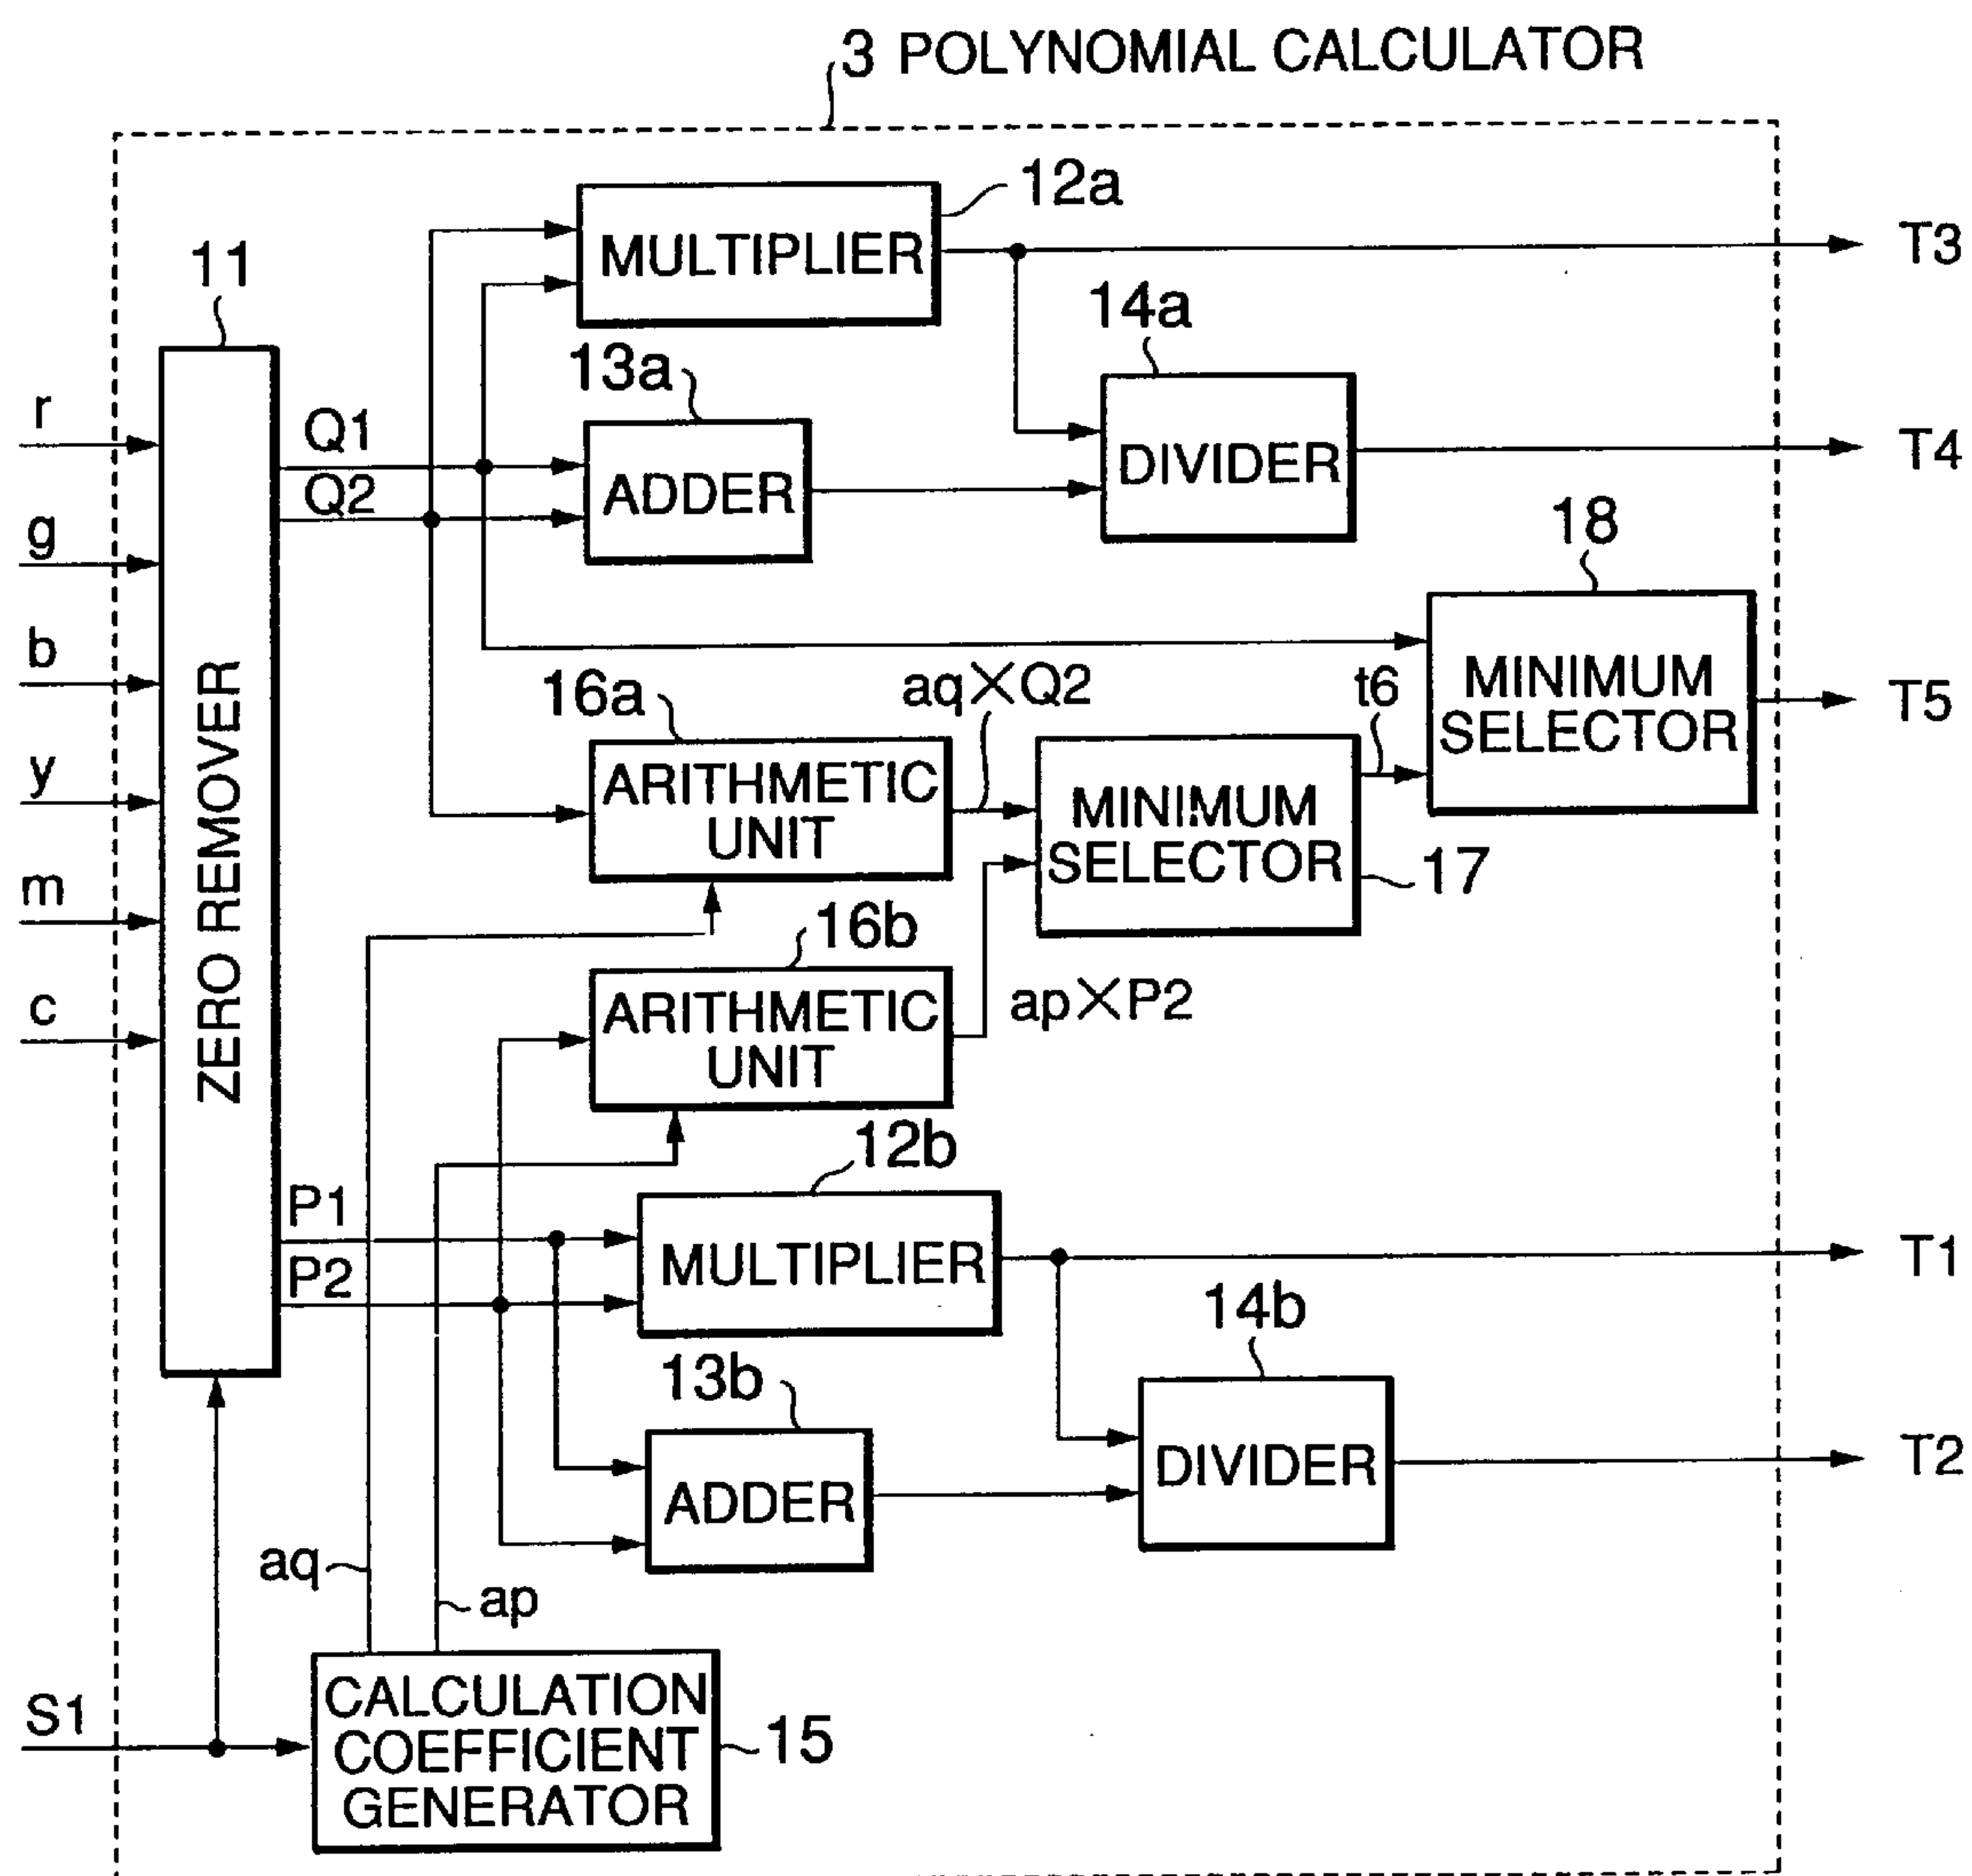 3 POLYNOMIAL CALCULATOR
12a
MULTIPLIER
T3
11
14a
13a
r
Q1
DIVIDER
T4
Q2
ADDER
g
18
b
MINIMUM
SELECTOR
T5
16a
aq×Q2
t6
y
ARITHMETIC
UNIT
MINIMUM
SELECTOR
17
ZERO REMOVER
m
16b
c
ARITHMETIC
UNIT
ap×P2
12b
P1
MULTIPLIER
T1
P2
14b
13b
DIVIDER
T2
ADDER
aq
ap
S1
CALCULATION
COEFFICIENT
GENERATOR
15